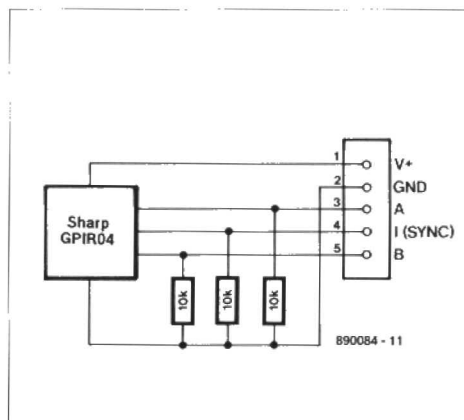 Sharp
GPIR04
1 V+
2 GND
3 A
4 I (SYNC)
5 B
10k
10k
10k
890084 - 11